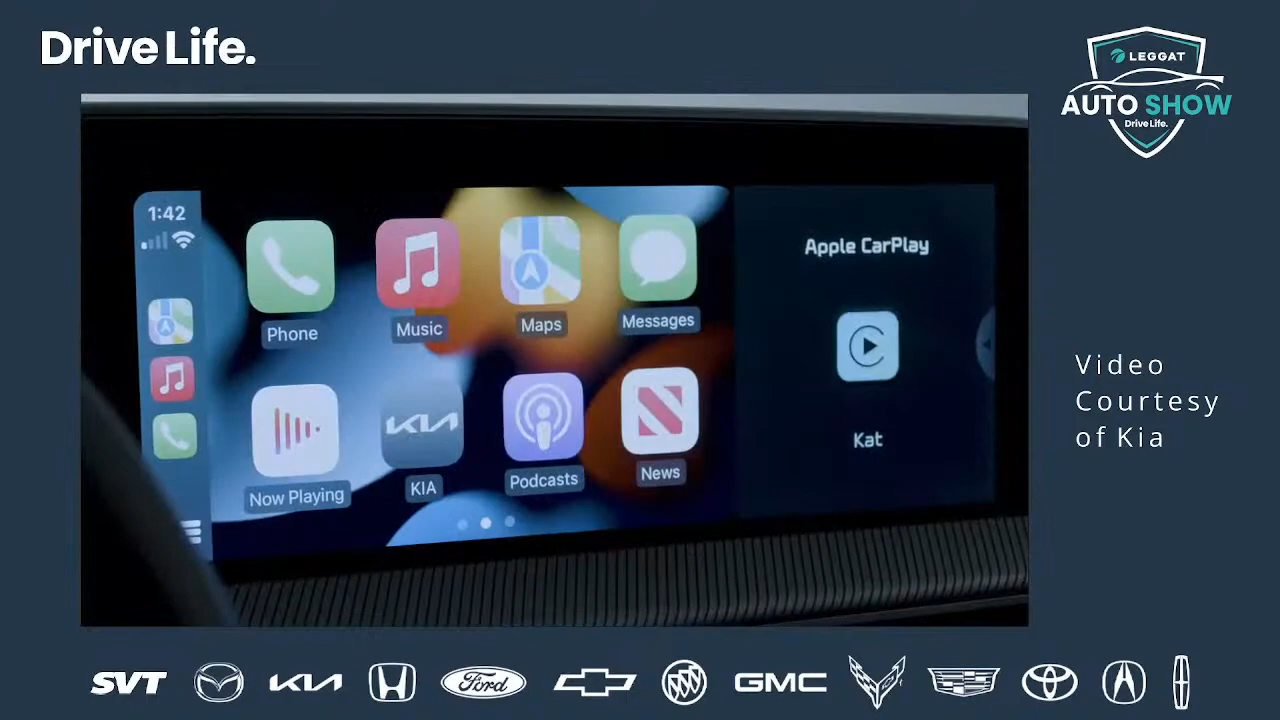 Drive Life.
LEGGAT
AUTO SHOW
Drive Life.
1:42
Apple CarPlay
Phone
Music
Maps
Messages
Kat
KIA
Now Playing
KIA
Podcasts
News
Video
Courtesy
of Kia
SVT
KIA
Ford
GMC